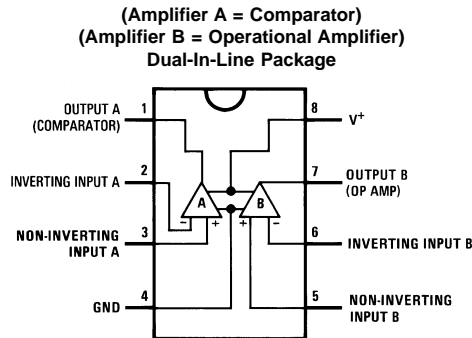 (Amplifier A = Comparator)
(Amplifier B = Operational Amplifier)
Dual-In-Line Package
OUTPUT A
(COMPARATOR)
1
8
V+
2
INVERTING INPUT A
7
OUTPUT B
(OP AMP)
A
B
-
+
+
-
3
NON-INVERTING
INPUT A
6
INVERTING INPUT B
4
GND
5
NON-INVERTING
INPUT B